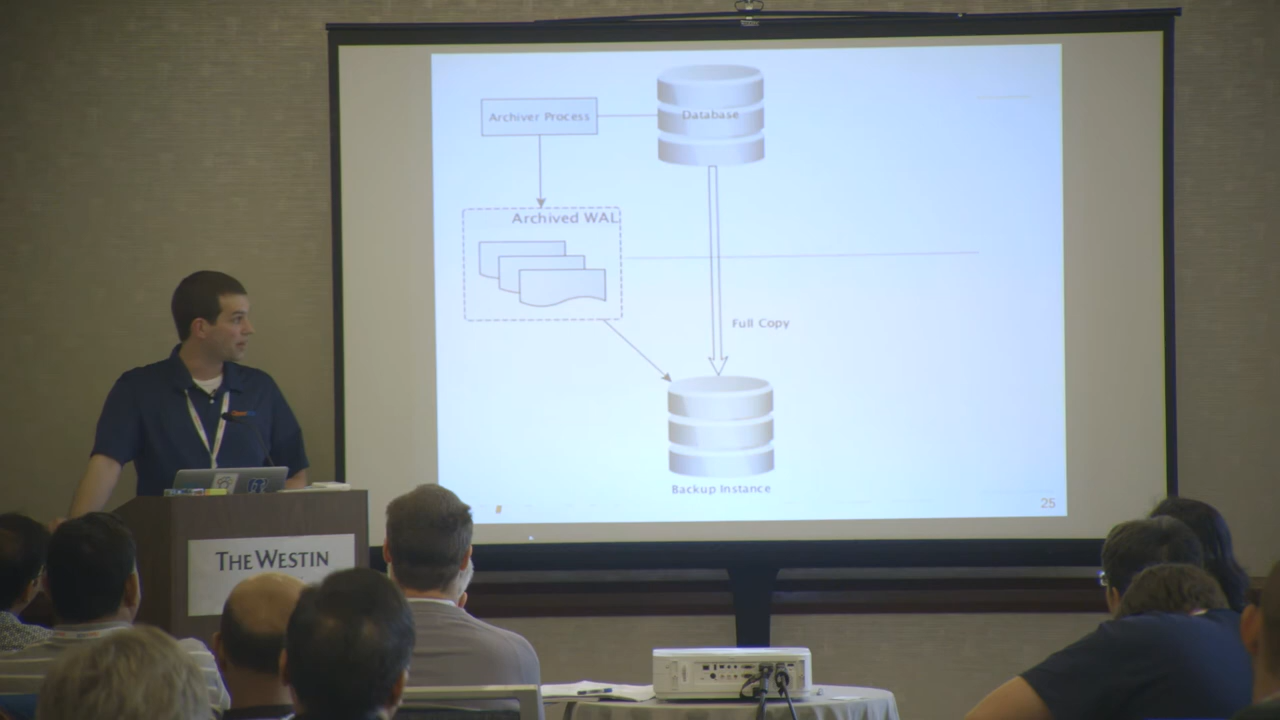 Archiver Process
Database
Archived WAL
Full Copy
Backup Instance
25
THE WESTIN